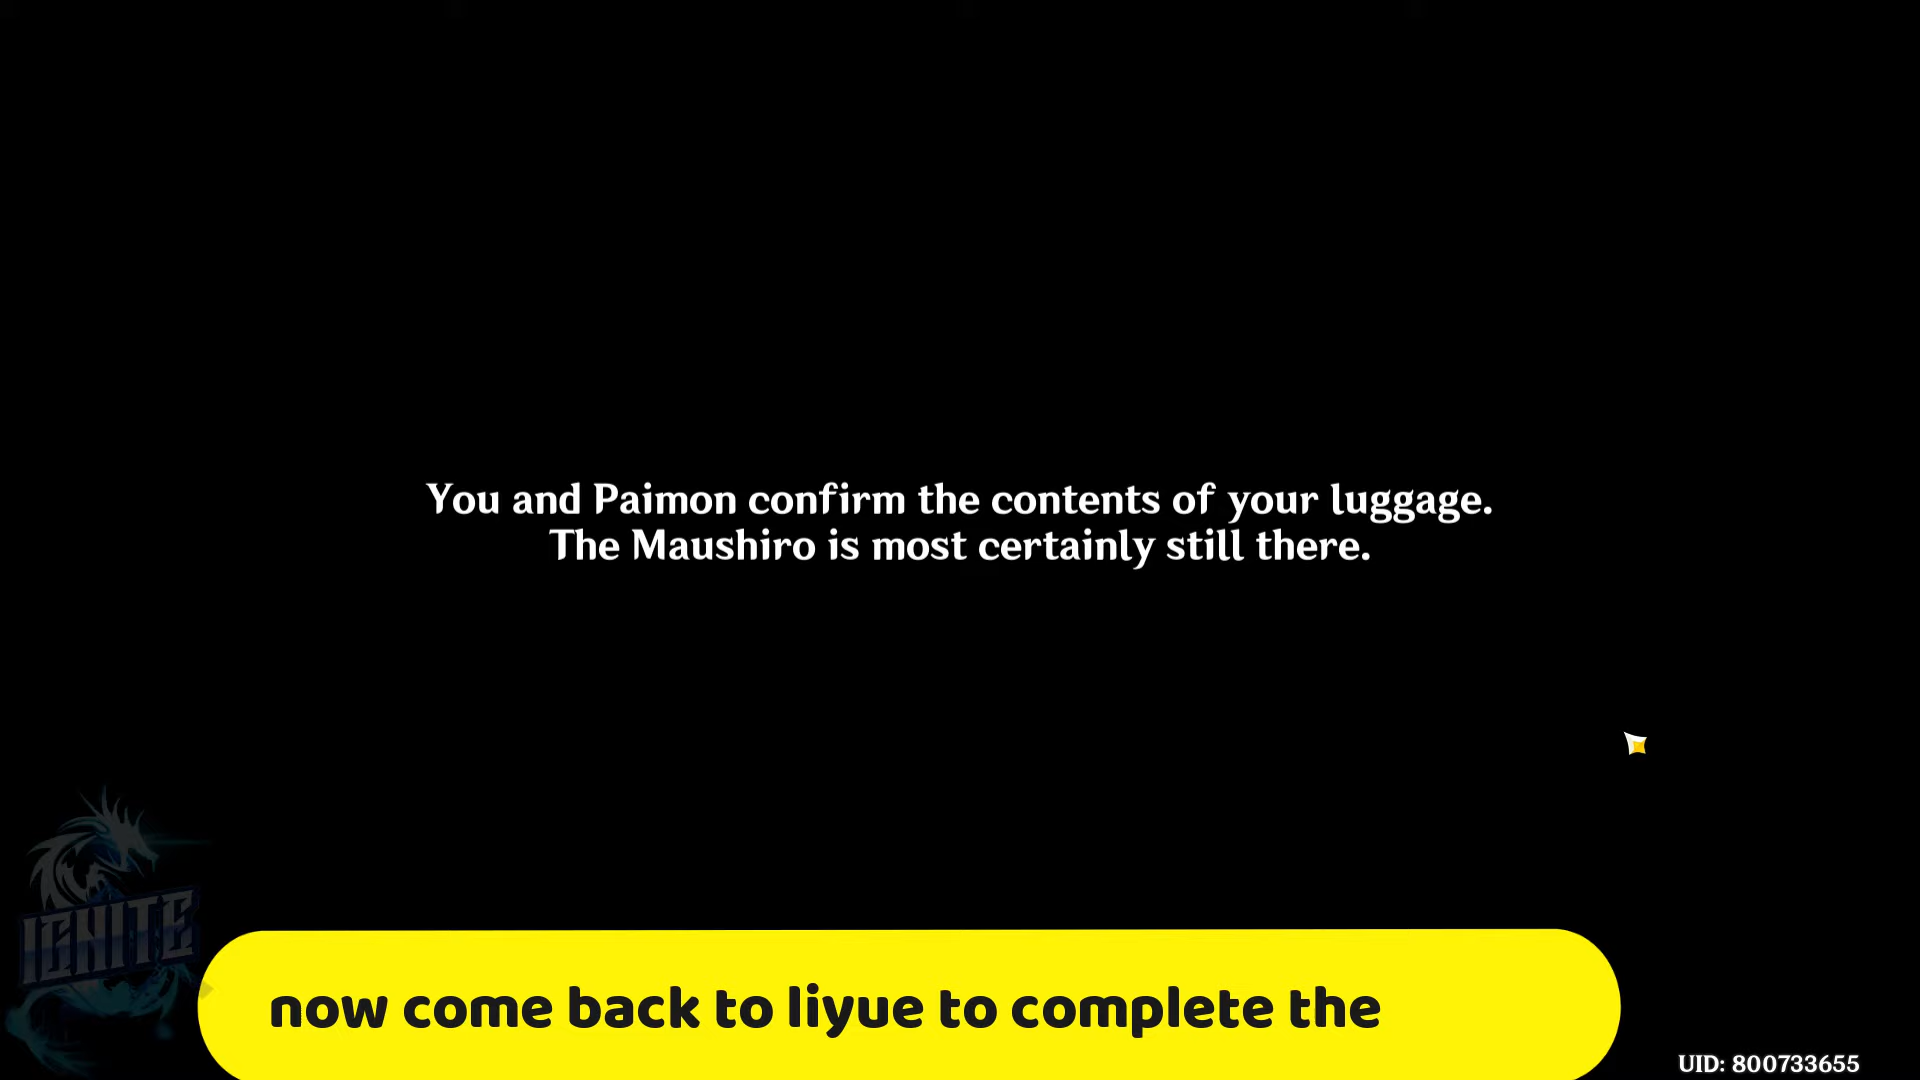 You and Paimon confirm the contents of your luggage.
The Maushiro is most certainly still there.
IGNITE
now come back to liyue to complete the
UID: 800733655